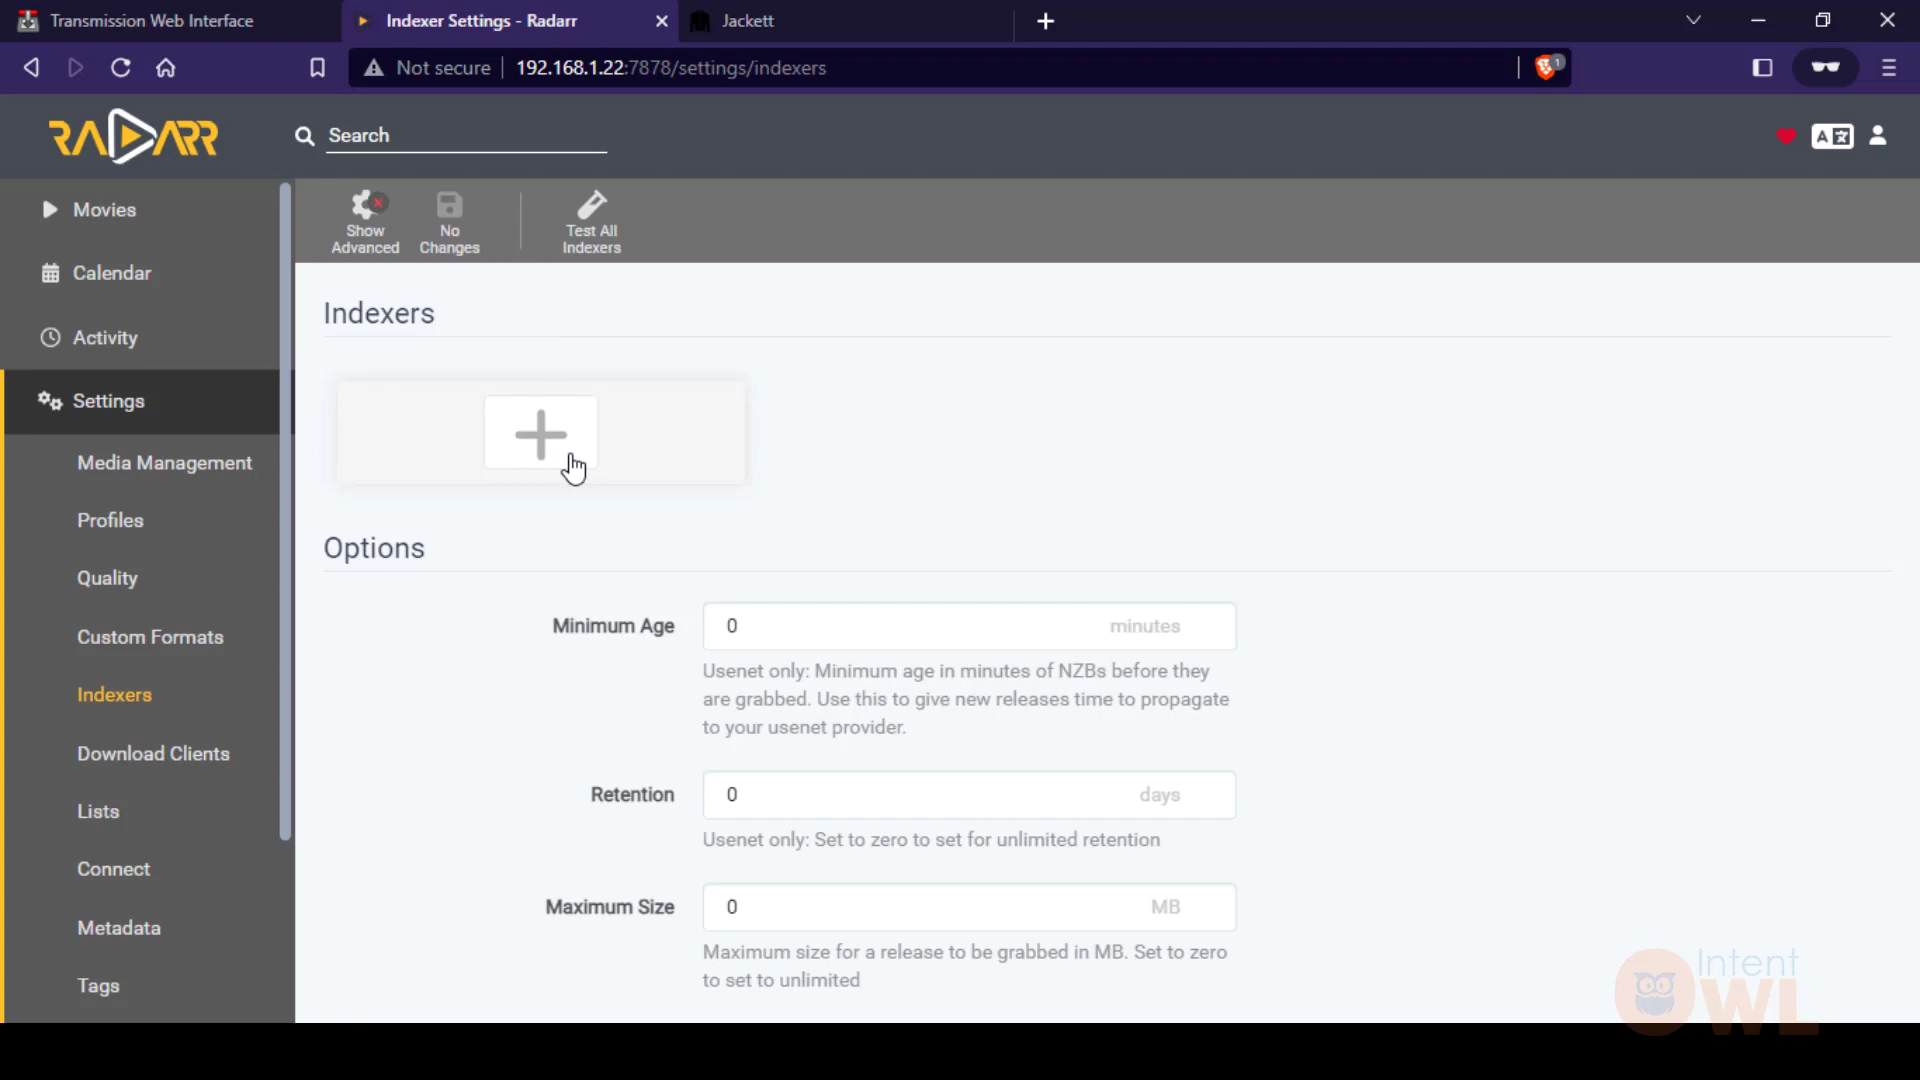 Transmission Web Interface
Indexer Settings - Radarr
Jackett
Not secure
192.168.1.22:7878/settings/indexers
1
RADARR
Search
Movies
Calendar
Activity
Settings
Media Management
Profiles
Quality
Custom Formats
Indexers
Download Clients
Lists
Connect
Metadata
Tags
Show
Advanced
No
Changes
Test All
Indexers
Indexers
Options
Minimum Age
0
minutes
Usenet only: Minimum age in minutes of NZBs before they
are grabbed. Use this to give new releases time to propagate
to your usenet provider.
Retention
0
days
Usenet only: Set to zero to set for unlimited retention
Maximum Size
0
MB
Maximum size for a release to be grabbed in MB. Set to zero
to set to unlimited
Intent
OWL